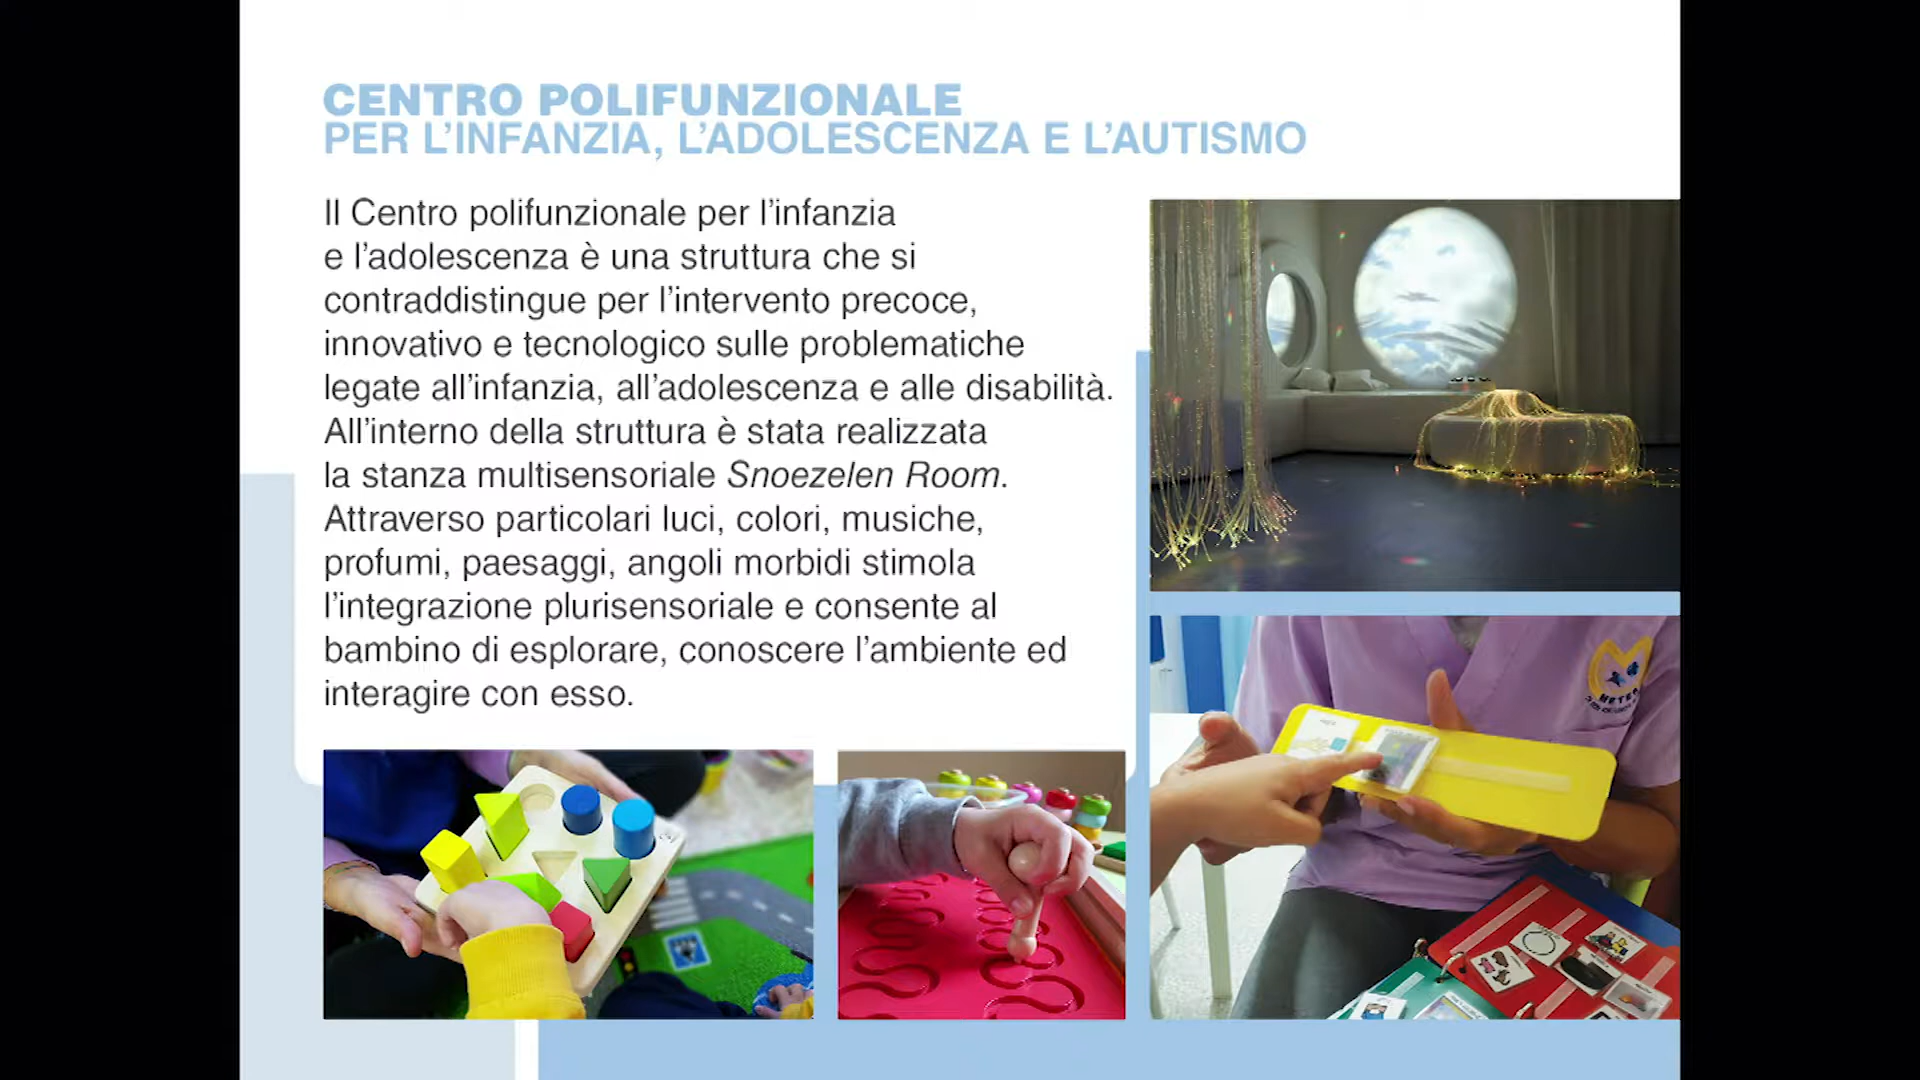 CENTRO POLIFUNZIONALE
PER L'INFANZIA, L'ADOLESCENZA E L'AUTISMO
Il Centro polifunzionale per l'infanzia
e l'adolescenza è una struttura che si
contraddistingue per l'intervento precoce,
innovativo e tecnologico sulle problematiche
legate all'infanzia, all'adolescenza e alle disabilità.
All'interno della struttura è stata realizzata
la stanza multisensoriale Snoezelen Room.
Attraverso particolari luci, colori, musiche,
profumi, paesaggi, angoli morbidi stimola
l'integrazione plurisensoriale e consente al
bambino di esplorare, conoscere l'ambiente ed
interagire con esso.